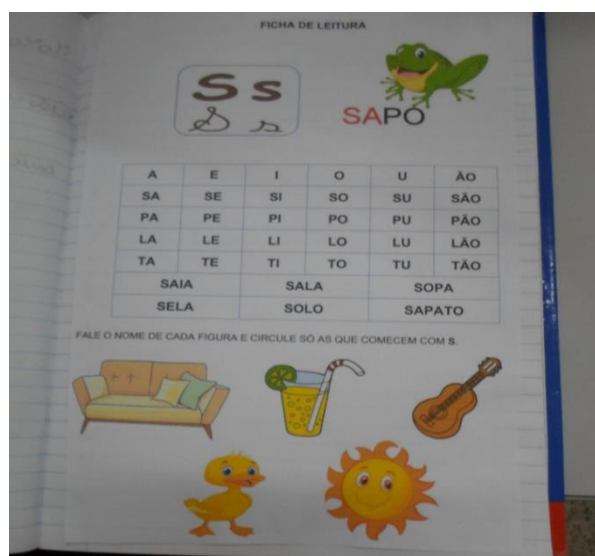 FICHA DE LEITURA
S s
S s
SAPO
A E I O U ÃO
SA SE SI SO SU SÃO
PA PE PI PO PU PÃO
LA LE LI LO LU LÃO
TA TE TI TO TU TÃO
SAIA SALA SOPA
SELA SOLO SAPATO
FALE O NOME DE CADA FIGURA E CIRCULE SÓ AS QUE COMECEM COM S.